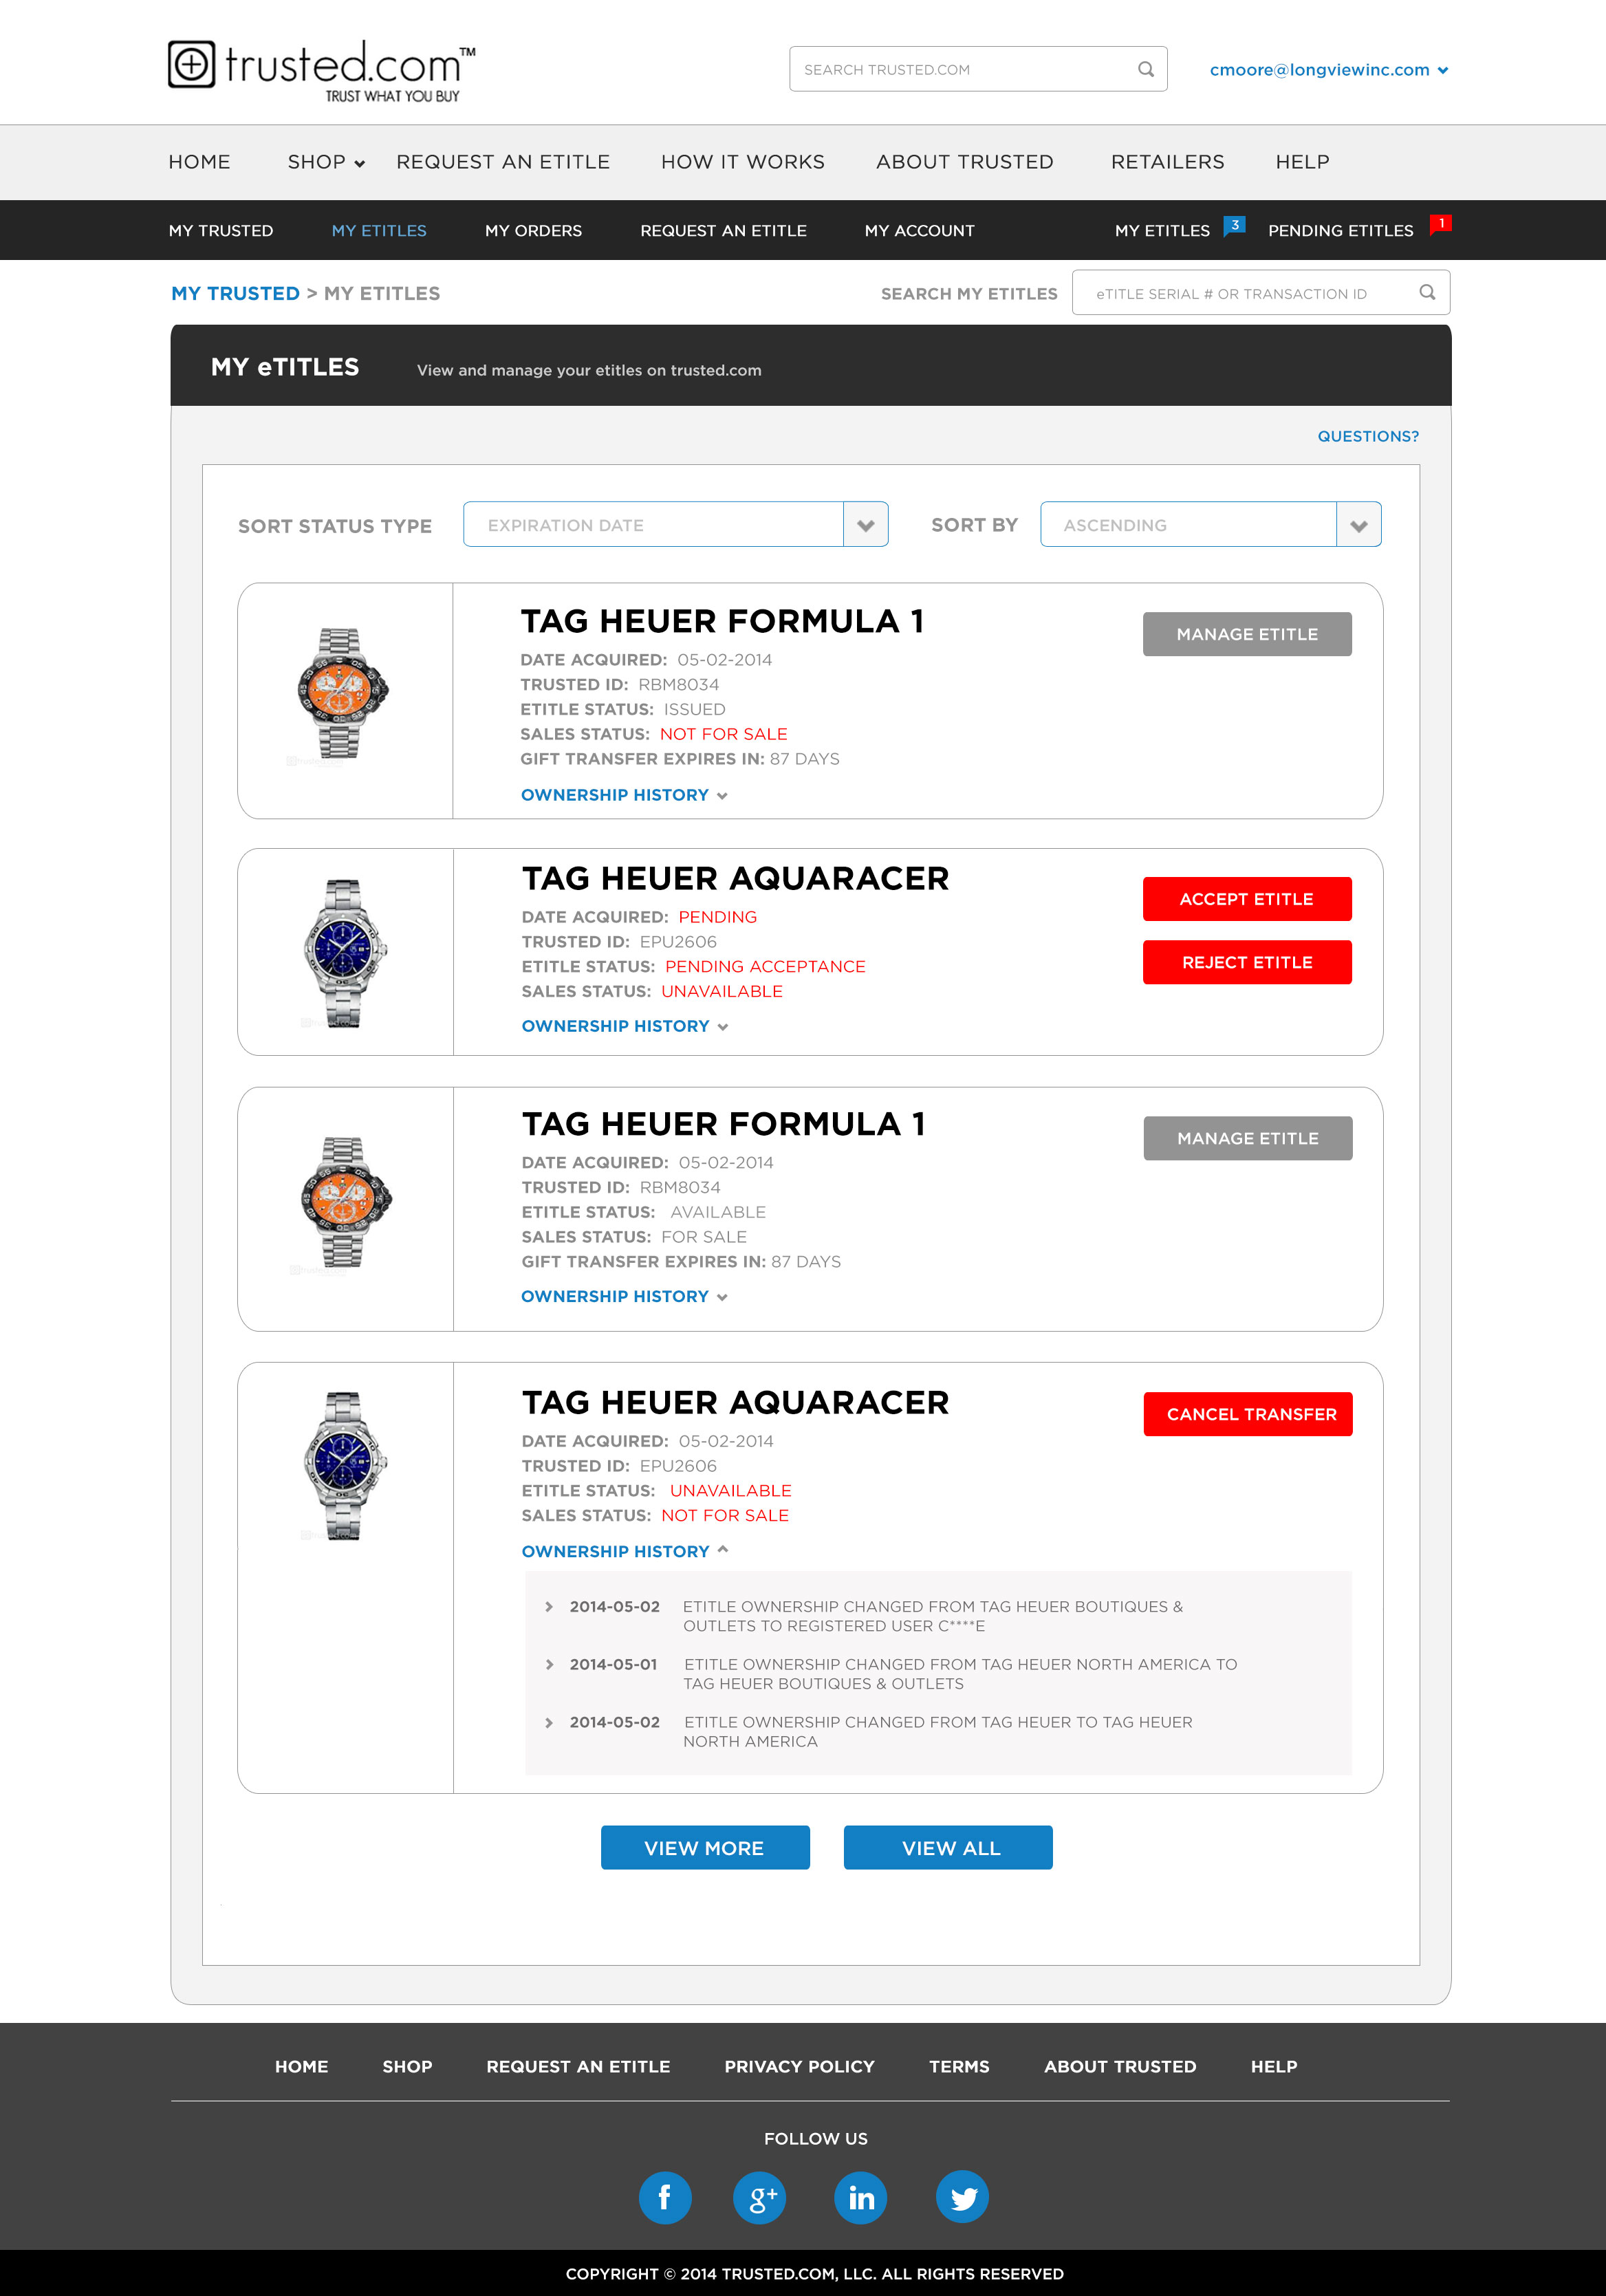 trusted.com™
TRUST WHAT YOU BUY
SEARCH TRUSTED.COM
cmoore@longviewinc.com
HOME SHOP REQUEST AN ETITLE HOW IT WORKS ABOUT TRUSTED RETAILERS HELP
MY TRUSTED MY ETITLES MY ORDERS REQUEST AN ETITLE MY ACCOUNT MY ETITLES 3 PENDING ETITLES 1
MY TRUSTED > MY ETITLES SEARCH MY ETITLES eTITLE SERIAL # OR TRANSACTION ID
MY eTITLES View and manage your etitles on trusted.com
QUESTIONS?
SORT STATUS TYPE EXPIRATION DATE SORT BY ASCENDING
TAG HEUER FORMULA 1
MANAGE ETITLE
DATE ACQUIRED: 05-02-2014
TRUSTED ID: RBM8034
ETITLE STATUS: ISSUED
SALES STATUS: NOT FOR SALE
GIFT TRANSFER EXPIRES IN: 87 DAYS
OWNERSHIP HISTORY
TAG HEUER AQUARACER
ACCEPT ETITLE
DATE ACQUIRED: PENDING
TRUSTED ID: EPU2606
REJECT ETITLE
ETITLE STATUS: PENDING ACCEPTANCE
SALES STATUS: UNAVAILABLE
OWNERSHIP HISTORY
TAG HEUER FORMULA 1
MANAGE ETITLE
DATE ACQUIRED: 05-02-2014
TRUSTED ID: RBM8034
ETITLE STATUS: AVAILABLE
SALES STATUS: FOR SALE
GIFT TRANSFER EXPIRES IN: 87 DAYS
OWNERSHIP HISTORY
TAG HEUER AQUARACER
CANCEL TRANSFER
DATE ACQUIRED: 05-02-2014
TRUSTED ID: EPU2606
ETITLE STATUS: UNAVAILABLE
SALES STATUS: NOT FOR SALE
OWNERSHIP HISTORY
2014-05-02 ETITLE OWNERSHIP CHANGED FROM TAG HEUER BOUTIQUES &
OUTLETS TO REGISTERED USER C****E
2014-05-01 ETITLE OWNERSHIP CHANGED FROM TAG HEUER NORTH AMERICA TO
TAG HEUER BOUTIQUES & OUTLETS
2014-05-02 ETITLE OWNERSHIP CHANGED FROM TAG HEUER TO TAG HEUER
NORTH AMERICA
VIEW MORE VIEW ALL
HOME SHOP REQUEST AN ETITLE PRIVACY POLICY TERMS ABOUT TRUSTED HELP
FOLLOW US
f g+ in
COPYRIGHT © 2014 TRUSTED.COM, LLC. ALL RIGHTS RESERVED